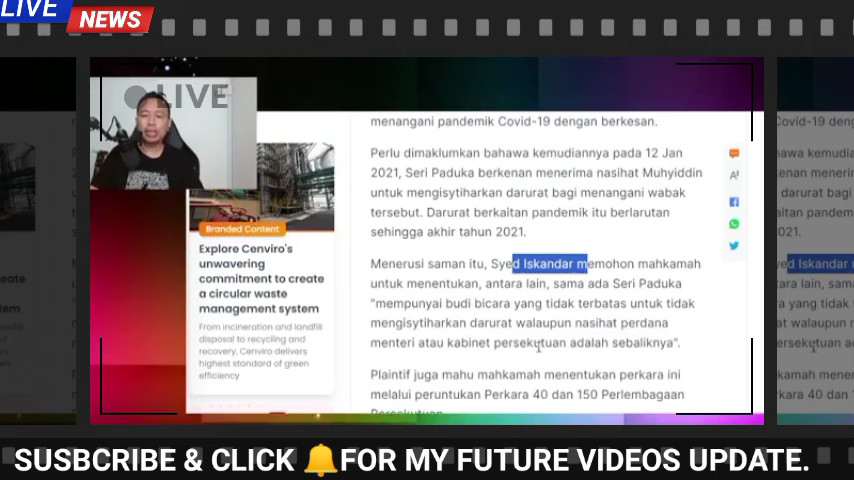 LIVE
NEWS
LIVE
menangani pandemik Covid-19 dengan berkesan.
Perlu dimaklumkan bahawa kemudiannya pada 12 Jan
2021, Seri Paduka berkenan menerima nasihat Muhyiddin
untuk mengisytiharkan darurat bagi menangani wabak
tersebut. Darurat berkaitan pandemik itu berlarutan
sehingga akhir tahun 2021.
Menerusi saman itu, Syed Iskandar memohon mahkamah
untuk menentukan, antara lain, sama ada Seri Paduka
"mempunyai budi bicara yang tidak terbatas untuk tidak
mengisytiharkan darurat walaupun nasihat perdana
menteri atau kabinet persekutuan adalah sebaliknya".
Plaintif juga mahu mahkamah menentukan perkara ini
melalui peruntukan Perkara 40 dan 150 Perlembagaan
Persekutuan
Branded Content
Explore Cenviro's
unwavering
commitment to create
a circular waste
management system
From incineration and landfill
disposal to recycling and
recovery, Cenviro delivers
highest standard of green
efficiency
SUSBCRIBE & CLICK 🔔FOR MY FUTURE VIDEOS UPDATE.